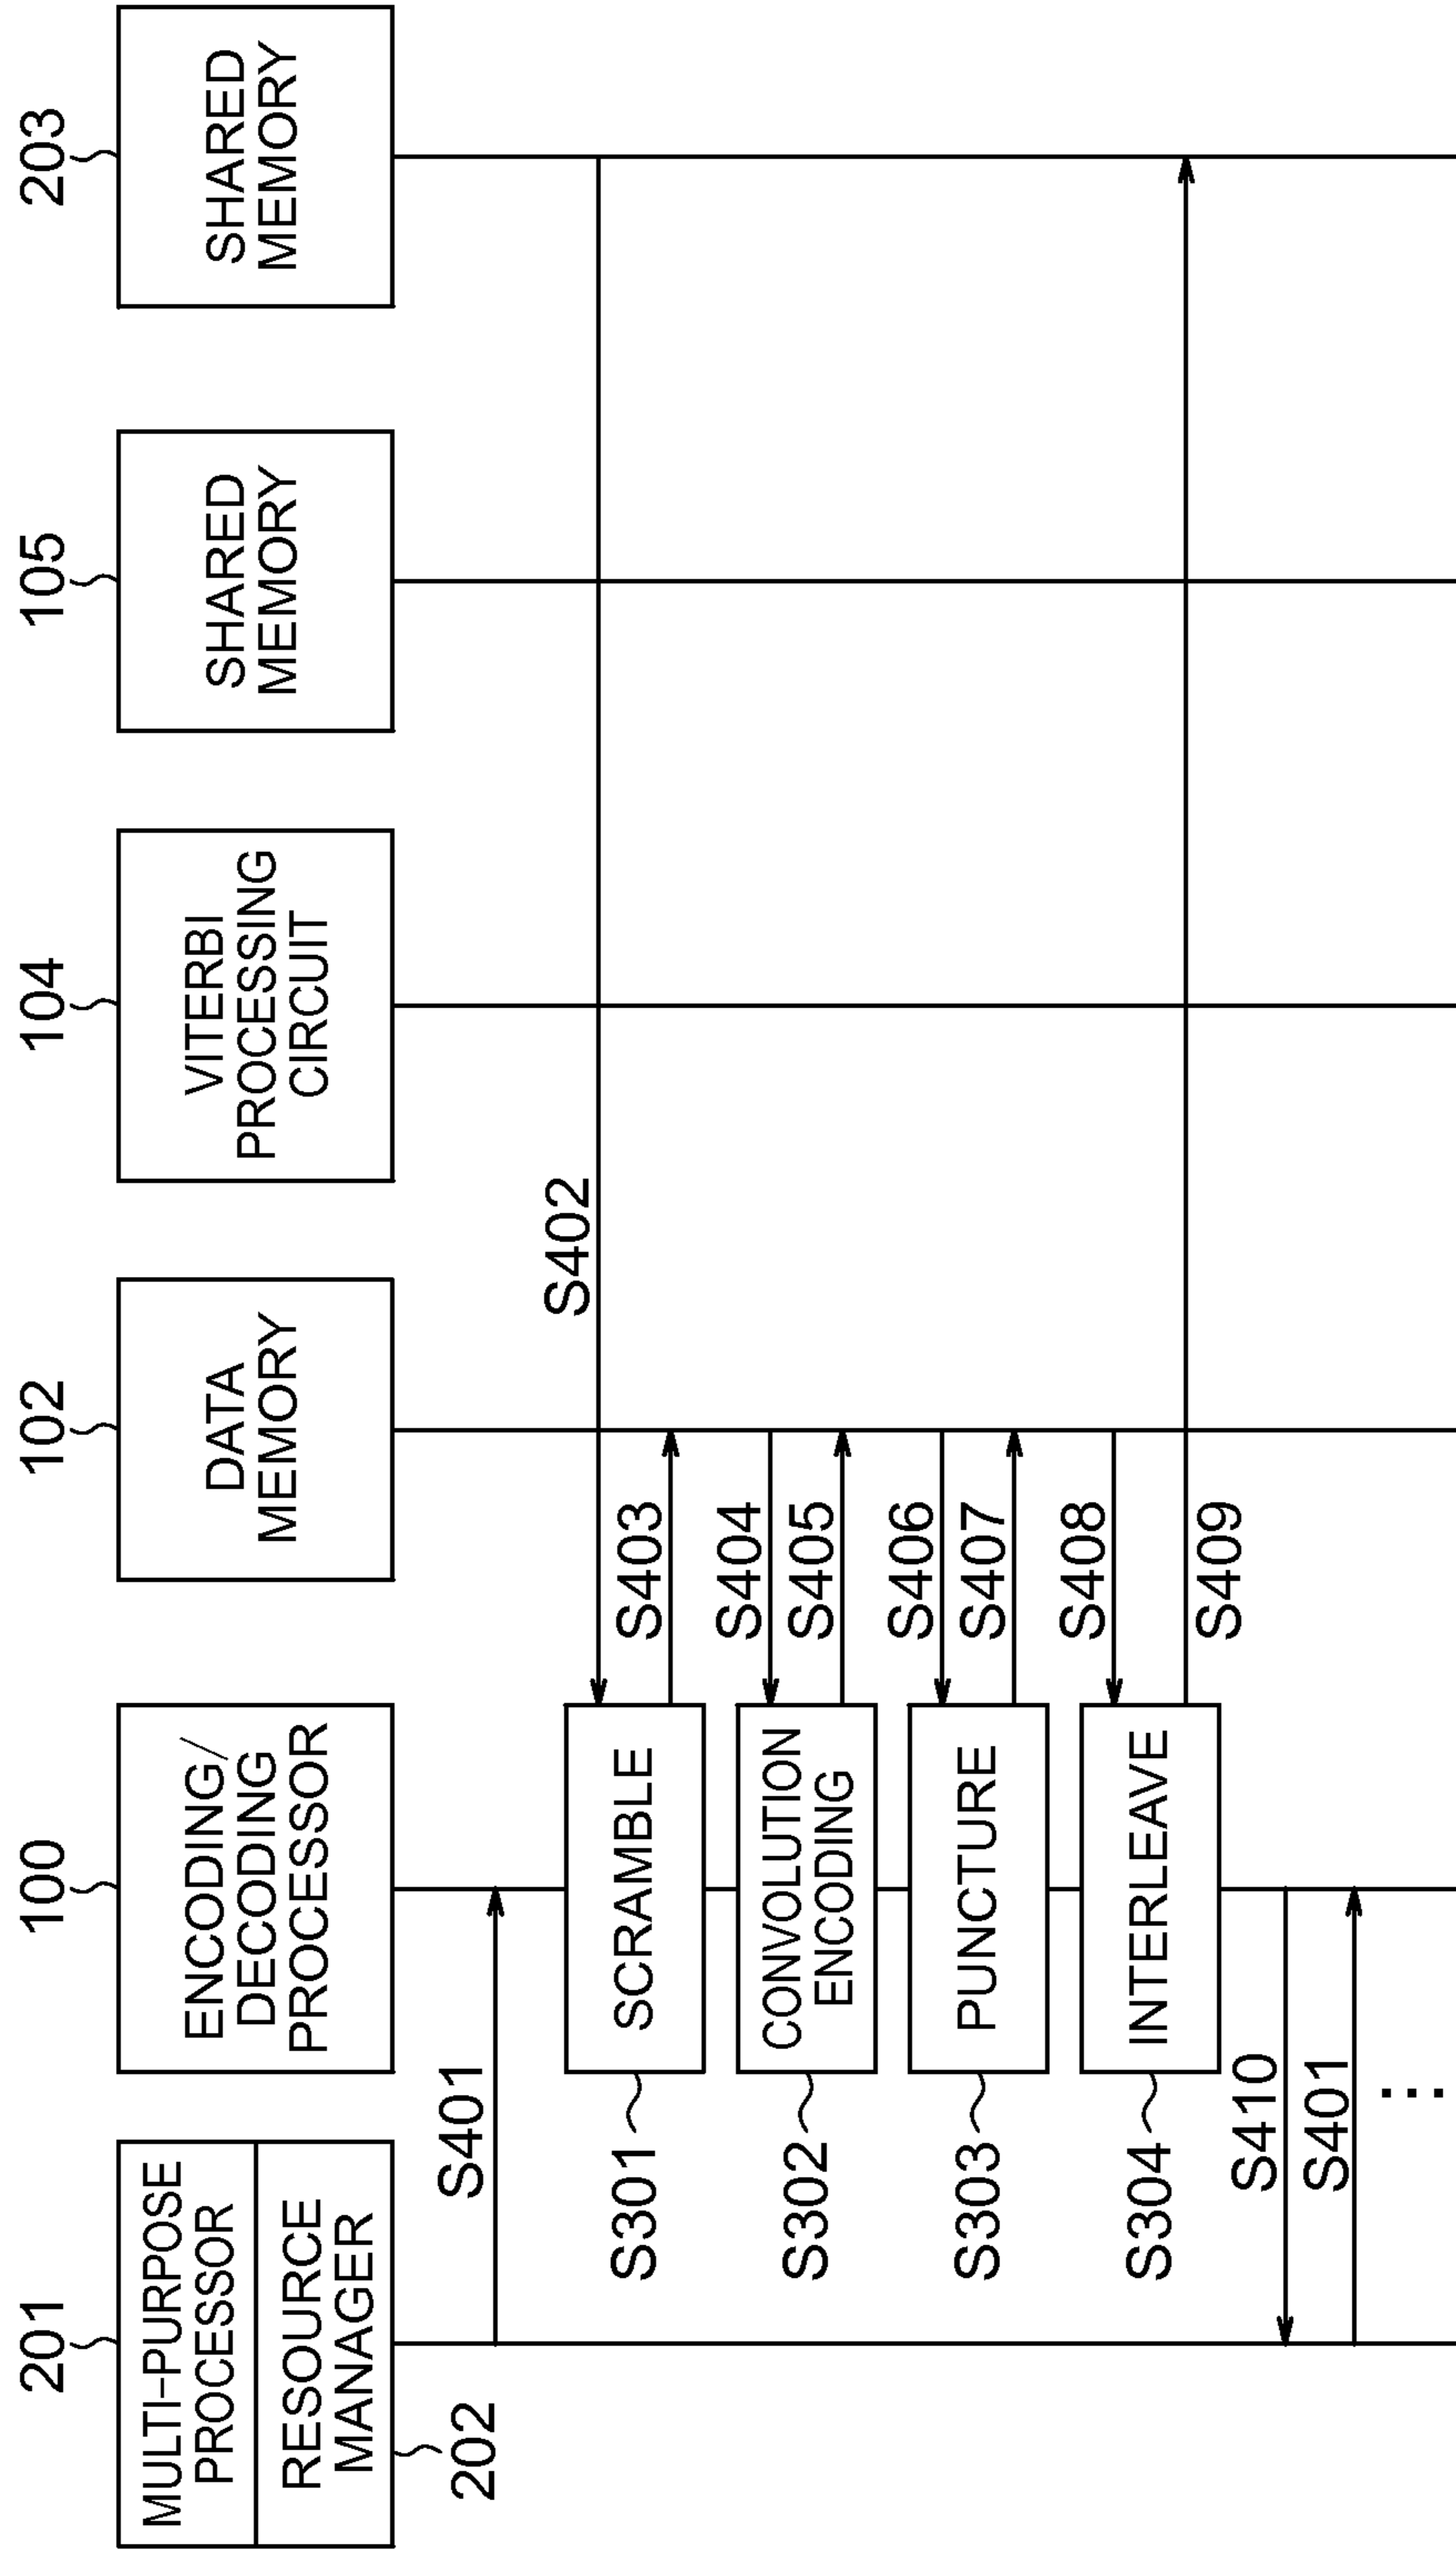 201
MULTI-PURPOSE
PROCESSOR
RESOURCE
MANAGER
202
100
ENCODING/
DECODING
PROCESSOR
102
DATA
MEMORY
104
VITERBI
PROCESSING
CIRCUIT
105
SHARED
MEMORY
203
SHARED
MEMORY
S401
S402
S301
SCRAMBLE
S403
S404
S302
CONVOLUTION
ENCODING
S405
S406
S303
PUNCTURE
S407
S408
S304
INTERLEAVE
S409
S410
S401
...